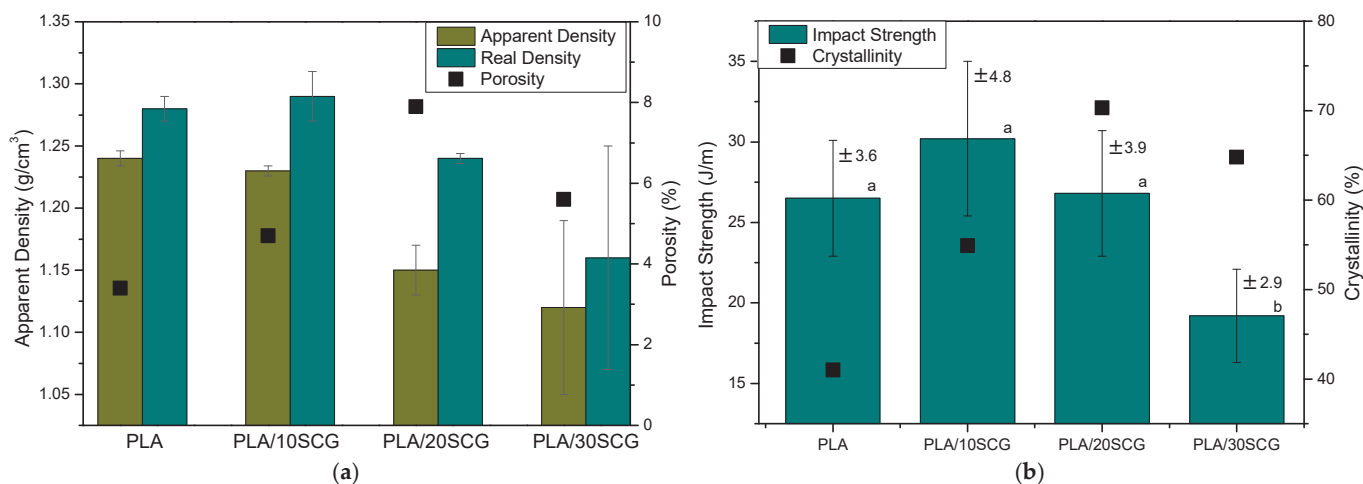 Apparent Density (g/cm³)
1.35
1.30
1.25
1.20
1.15
1.10
1.05
Apparent Density
Real Density
Porosity
10
8
6
4
2
0
Porosity (%)
PLA PLA/10SCG PLA/20SCG PLA/30SCG
(a)
Impact Strength (J/m)
35
30
25
20
15
Impact Strength
Crystallinity
±3.6
a
±4.8
a
±3.9
a
±2.9
b
80
70
60
50
40
Crystallinity (%)
PLA PLA/10SCG PLA/20SCG PLA/30SCG
(b)